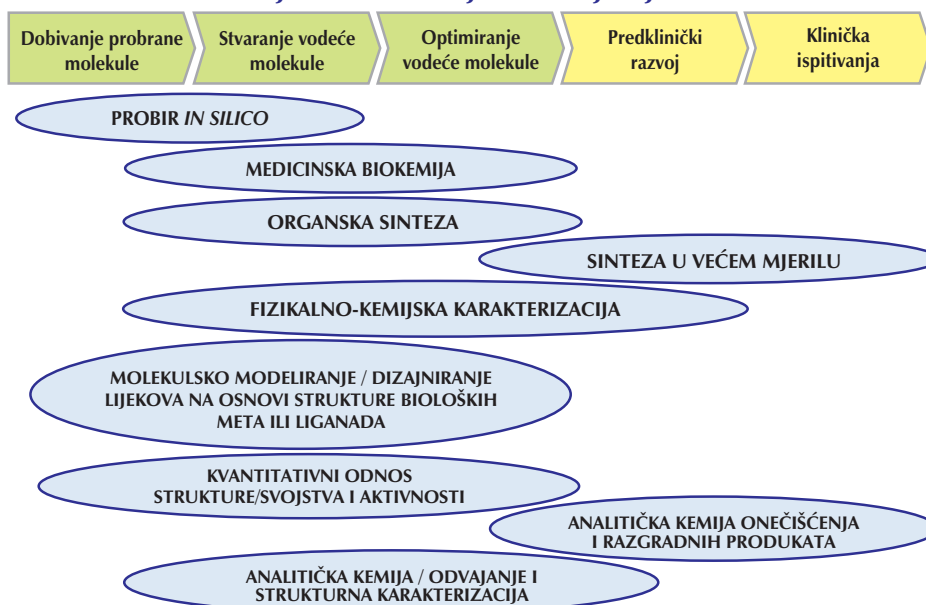 Dobivanje probrane
molekule
Stvaranje vodeće
molekule
Optimiranje
vodeće molekule
Predklinički
razvoj
Klinička
ispitivanja
PROBIR IN SILICO
MEDICINSKA BIOKEMIJA
ORGANSKA SINTEZA
SINTEZA U VEĆEM MJERILU
FIZIKALNO-KEMIJSKA KARAKTERIZACIJA
MOLEKULSKO MODELIRANJE / DIZAJNIRANJE
LIJEKOVA NA OSNOVI STRUKTURE BIOLOŠKIH
META ILI LIGANADA
KVANTITATIVNI ODNOS
STRUKTURE/SVOJSTVA I AKTIVNOSTI
ANALITIČKA KEMIJA ONEČIŠĆENJA
I RAZGRADNIH PRODUKATA
ANALITIČKA KEMIJA / ODVAJANJE I
STRUKTURNA KARAKTERIZACIJA